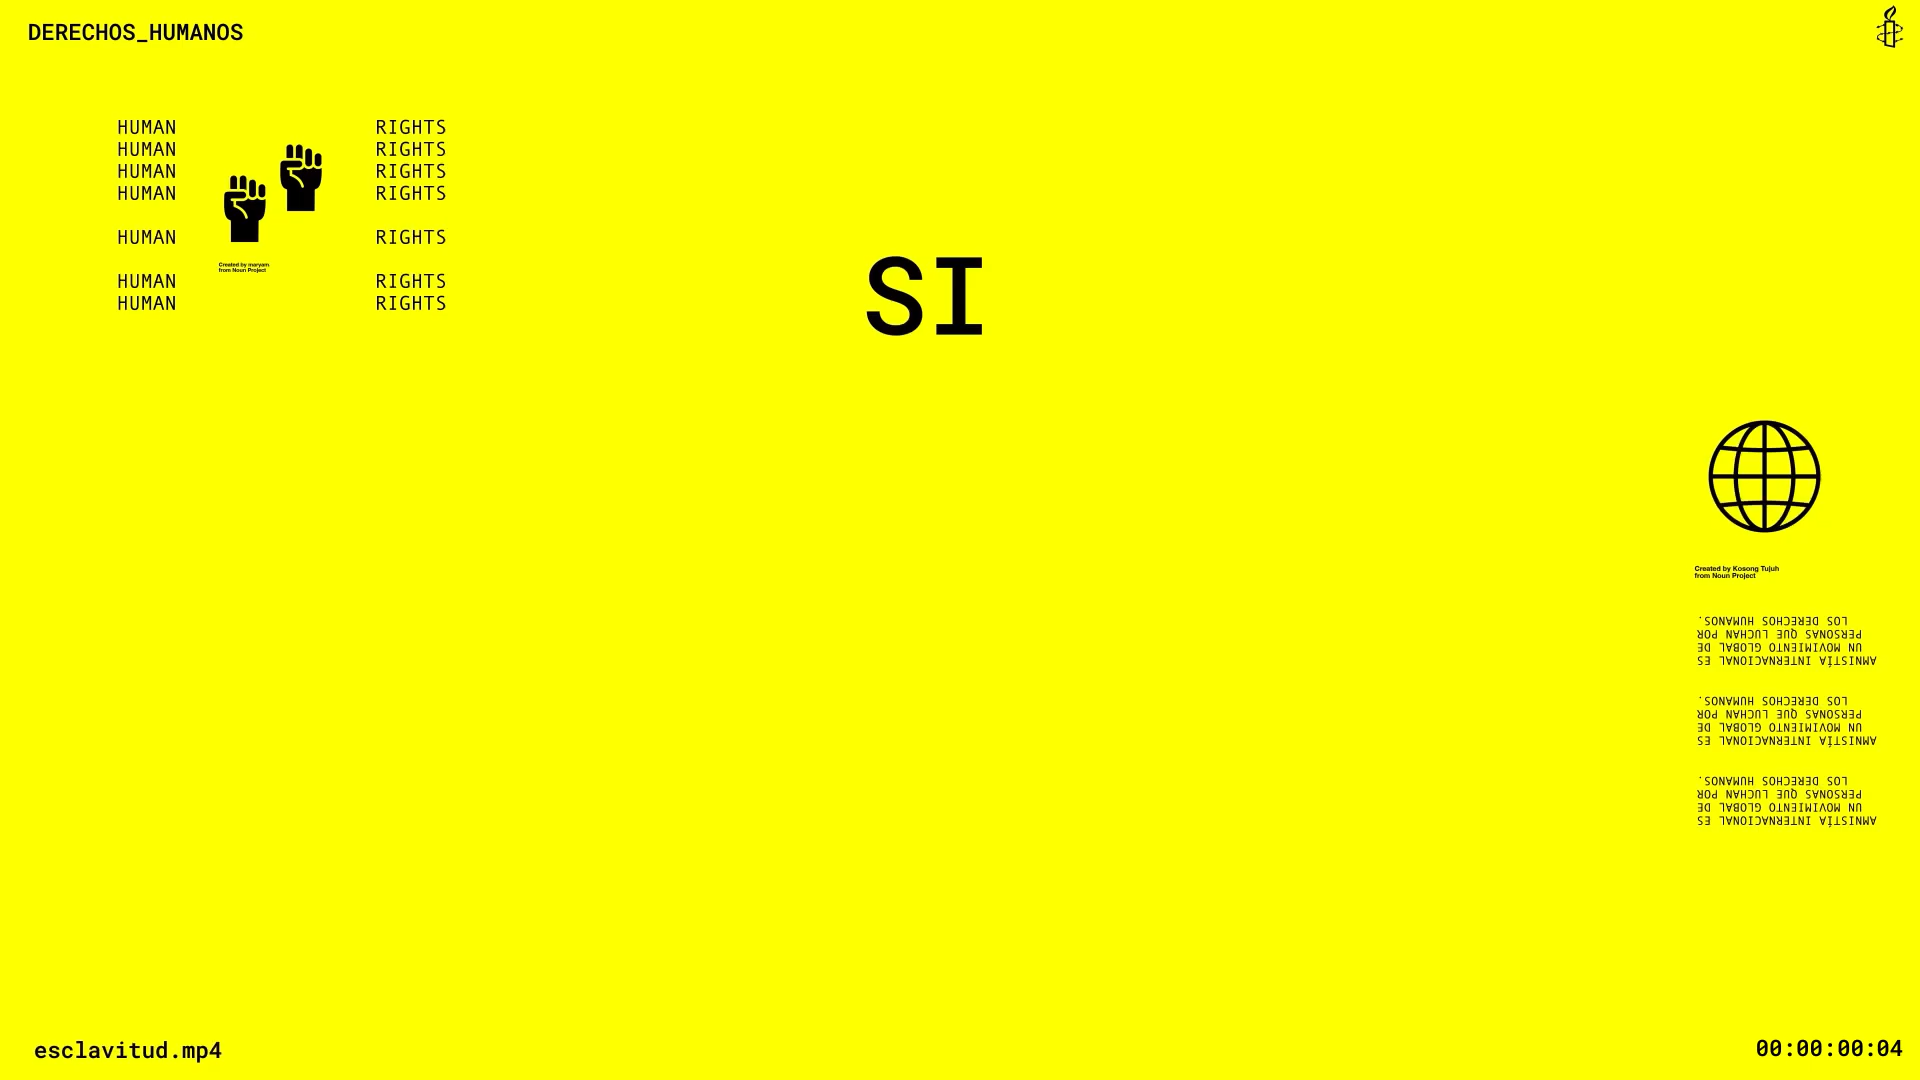 DERECHOS_HUMANOS
HUMAN RIGHTS
HUMAN RIGHTS
HUMAN RIGHTS
HUMAN RIGHTS
HUMAN RIGHTS
HUMAN RIGHTS
HUMAN RIGHTS
Created by maryam.
from Noun Project
SI
Created by Kosong Tujuh
from Noun Project
AMNISTÍA INTERNACIONAL ES
UN MOVIMIENTO GLOBAL DE
PERSONAS QUE LUCHAN POR
LOS DERECHOS HUMANOS.
AMNISTÍA INTERNACIONAL ES
UN MOVIMIENTO GLOBAL DE
PERSONAS QUE LUCHAN POR
LOS DERECHOS HUMANOS.
AMNISTÍA INTERNACIONAL ES
UN MOVIMIENTO GLOBAL DE
PERSONAS QUE LUCHAN POR
LOS DERECHOS HUMANOS.
esclavitud.mp4
00:00:00:04